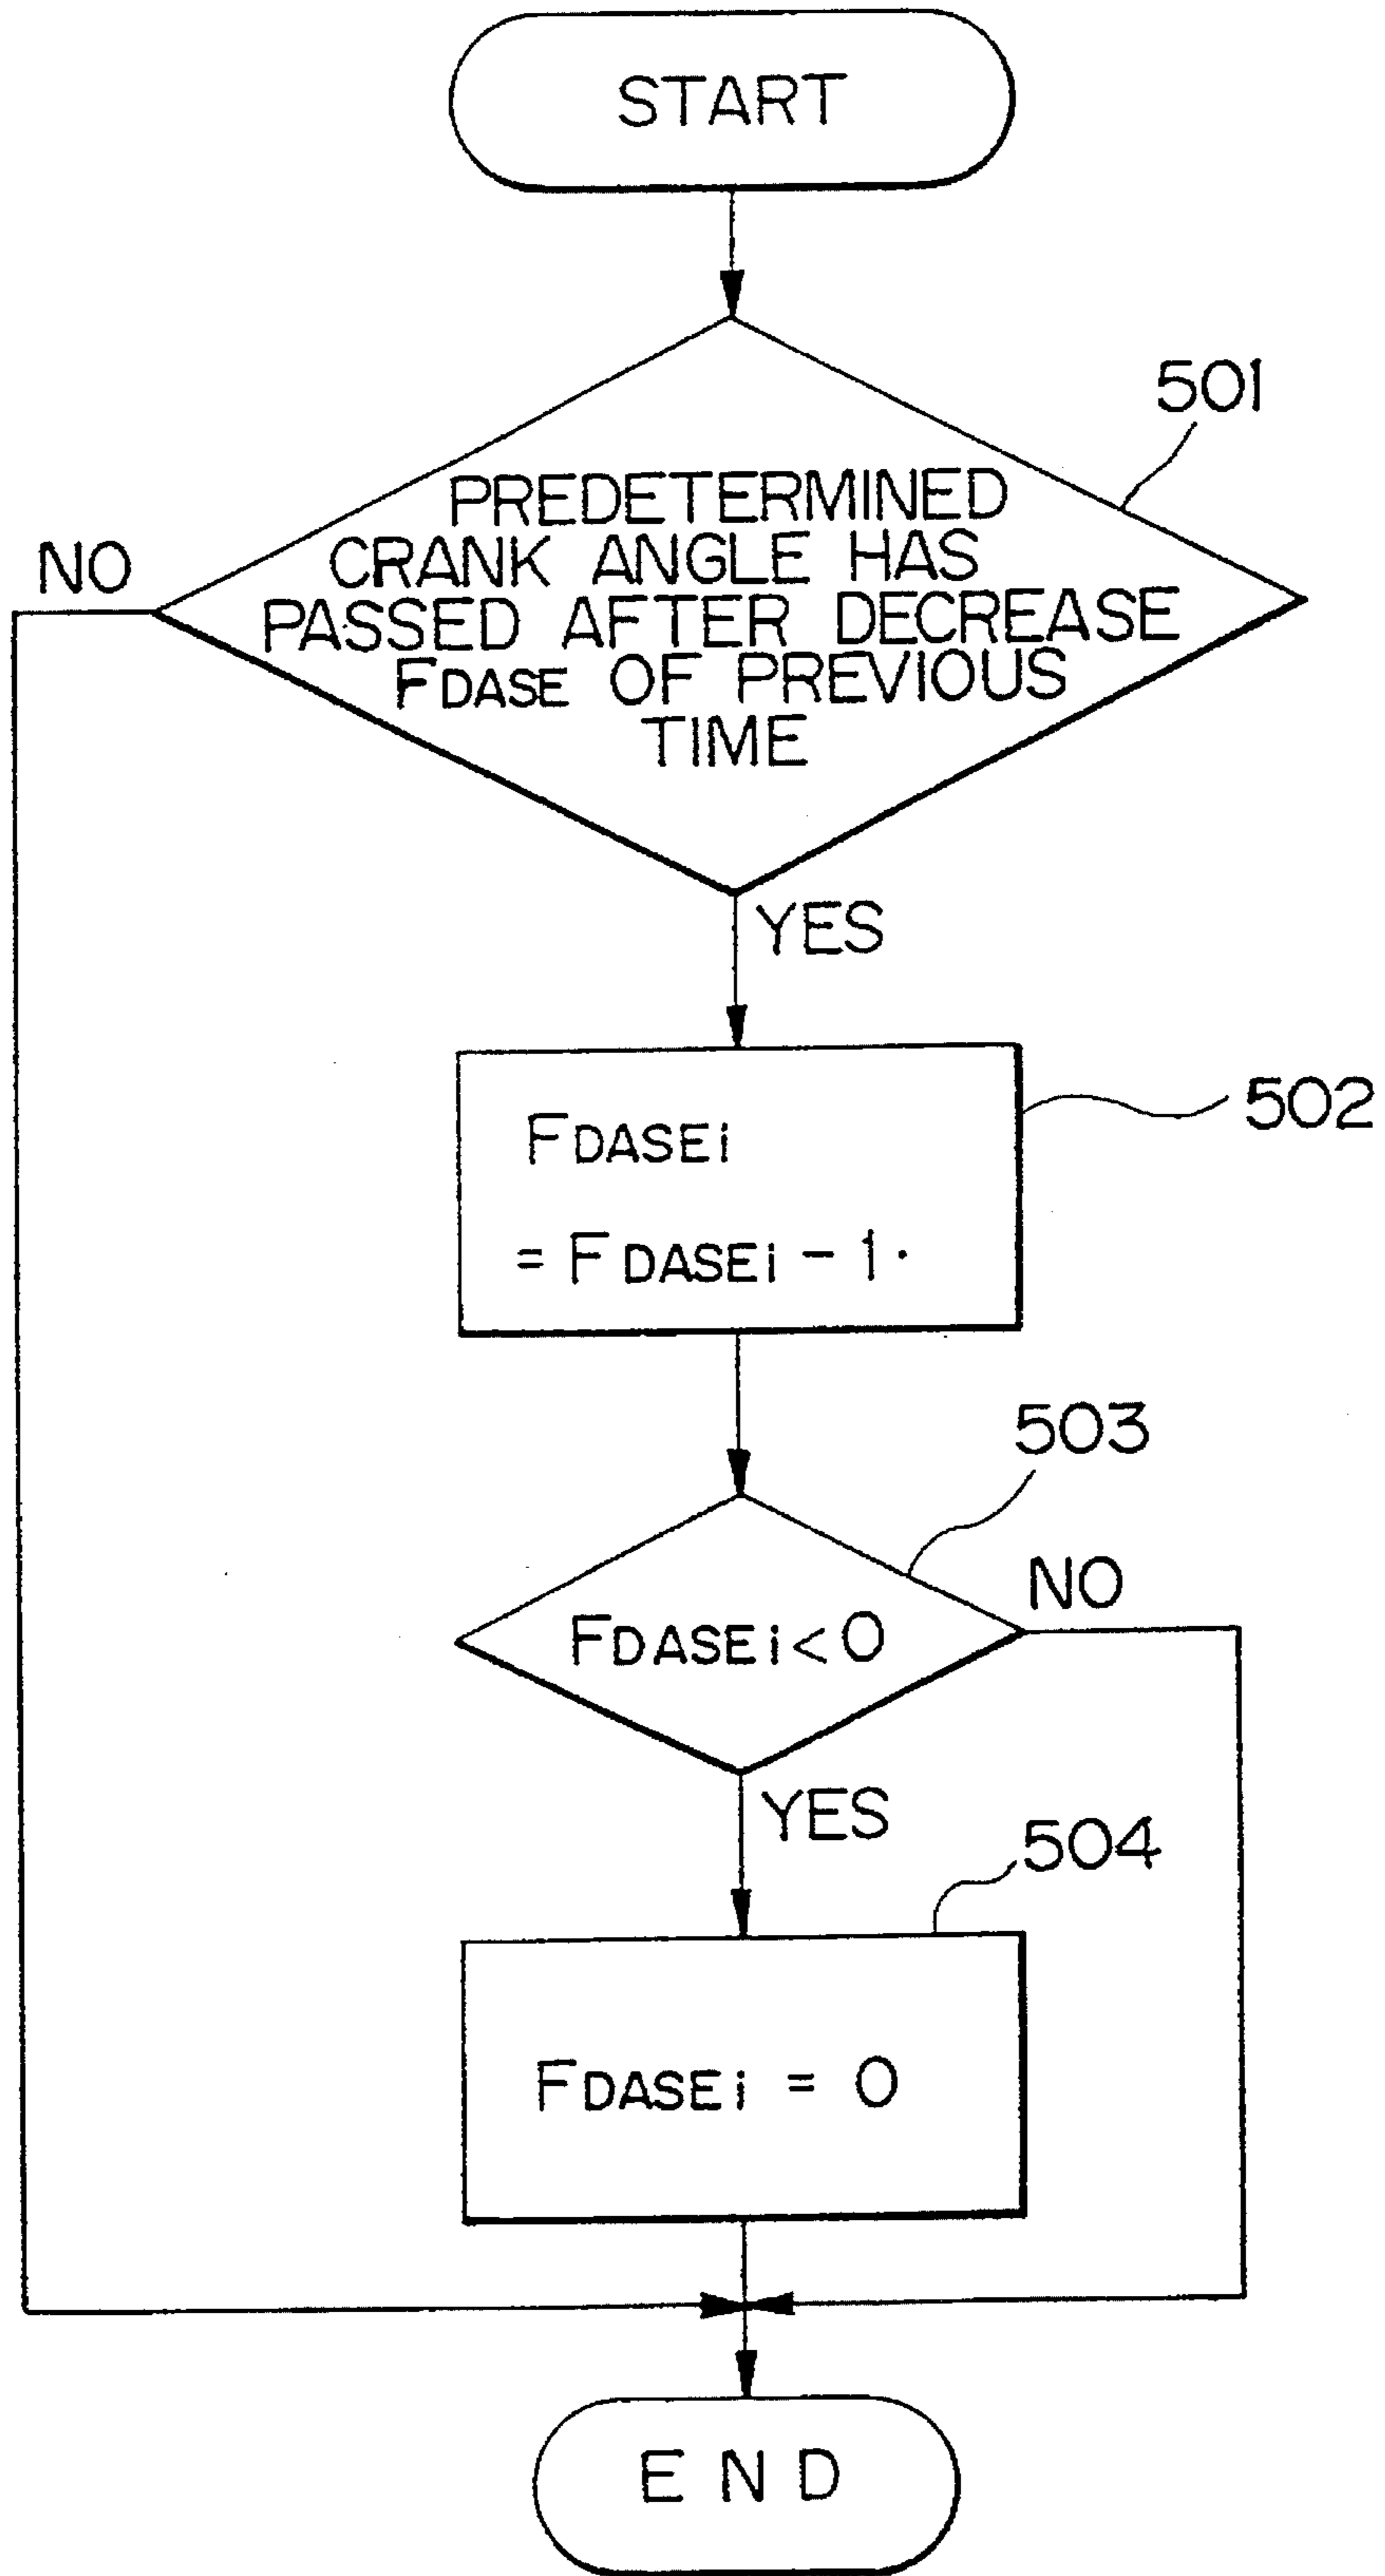 START
501
PREDETERMINED
CRANK ANGLE HAS
PASSED AFTER DECREASE
FDASE OF PREVIOUS
TIME
NO
YES
502
FDASEi
= FDASEi - 1.
503
FDASEi < 0
NO
YES
504
FDASEi = 0
END